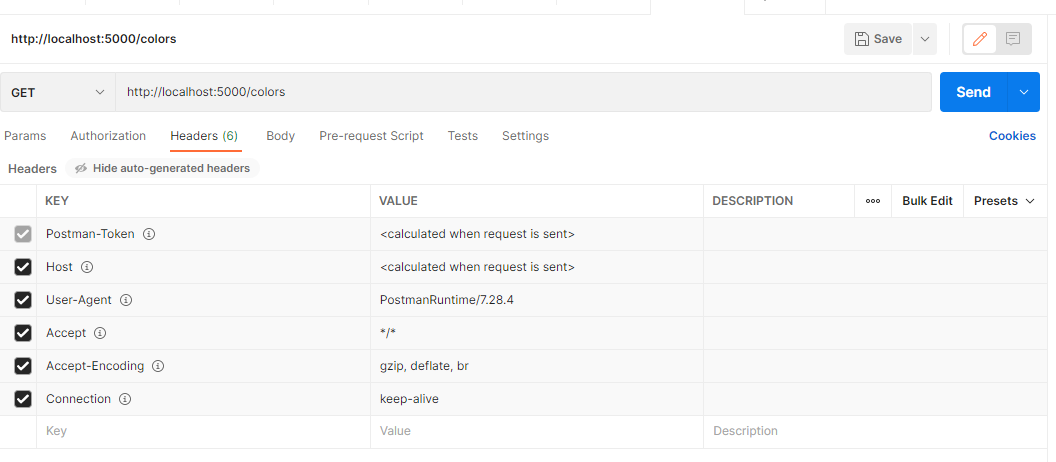 http://localhost:5000/colors Save
GET http://localhost:5000/colors Send
Params Authorization Headers (6) Body Pre-request Script Tests Settings Cookies
Headers Hide auto-generated headers
KEY VALUE DESCRIPTION ooo Bulk Edit Presets
Postman-Token <calculated when request is sent>
Host <calculated when request is sent>
User-Agent PostmanRuntime/7.28.4
Accept */*
Accept-Encoding gzip, deflate, br
Connection keep-alive
Key Value Description